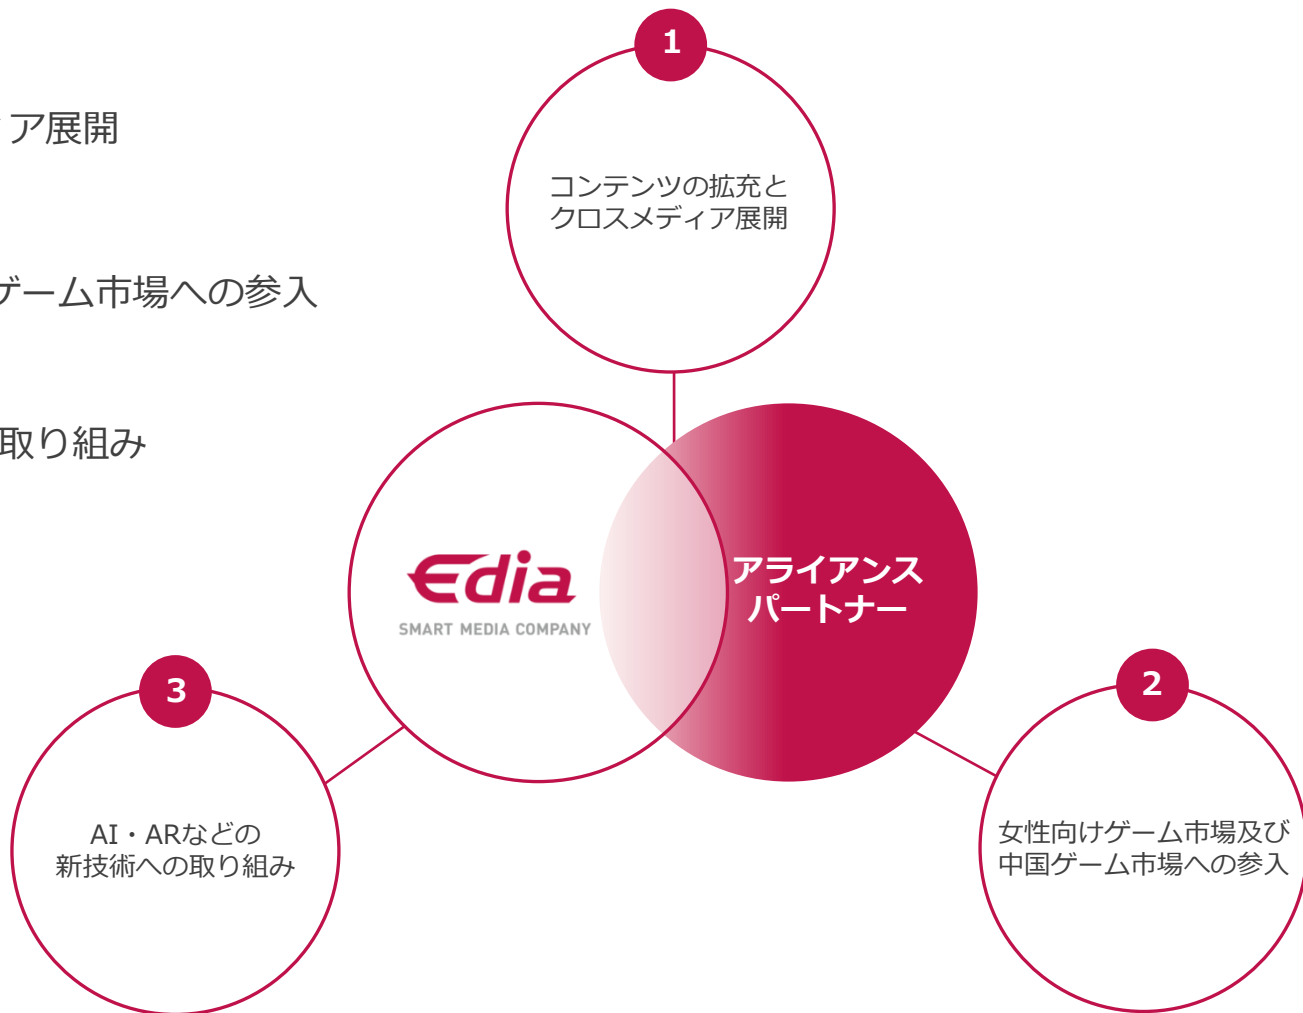 ア展開
ゲーム市場への参入
取り組み
1
コンテンツの拡充と
クロスメディア展開
Edia
SMART MEDIA COMPANY
アライアンス
パートナー
3
AI・ARなどの
新技術への取り組み
2
女性向けゲーム市場及び
中国ゲーム市場への参入